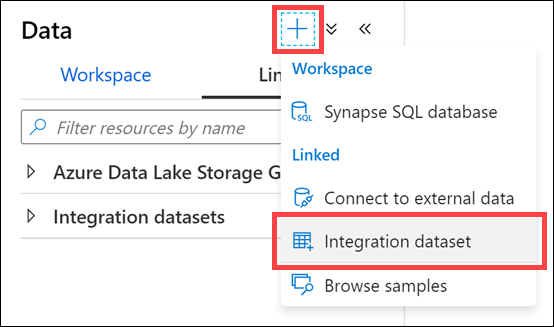 Data
Workspace
Lin
Filter resources by name
Azure Data Lake Storage G
Integration datasets
Workspace
SQL
Synapse SQL database
Linked
Connect to external data
Integration dataset
Browse samples